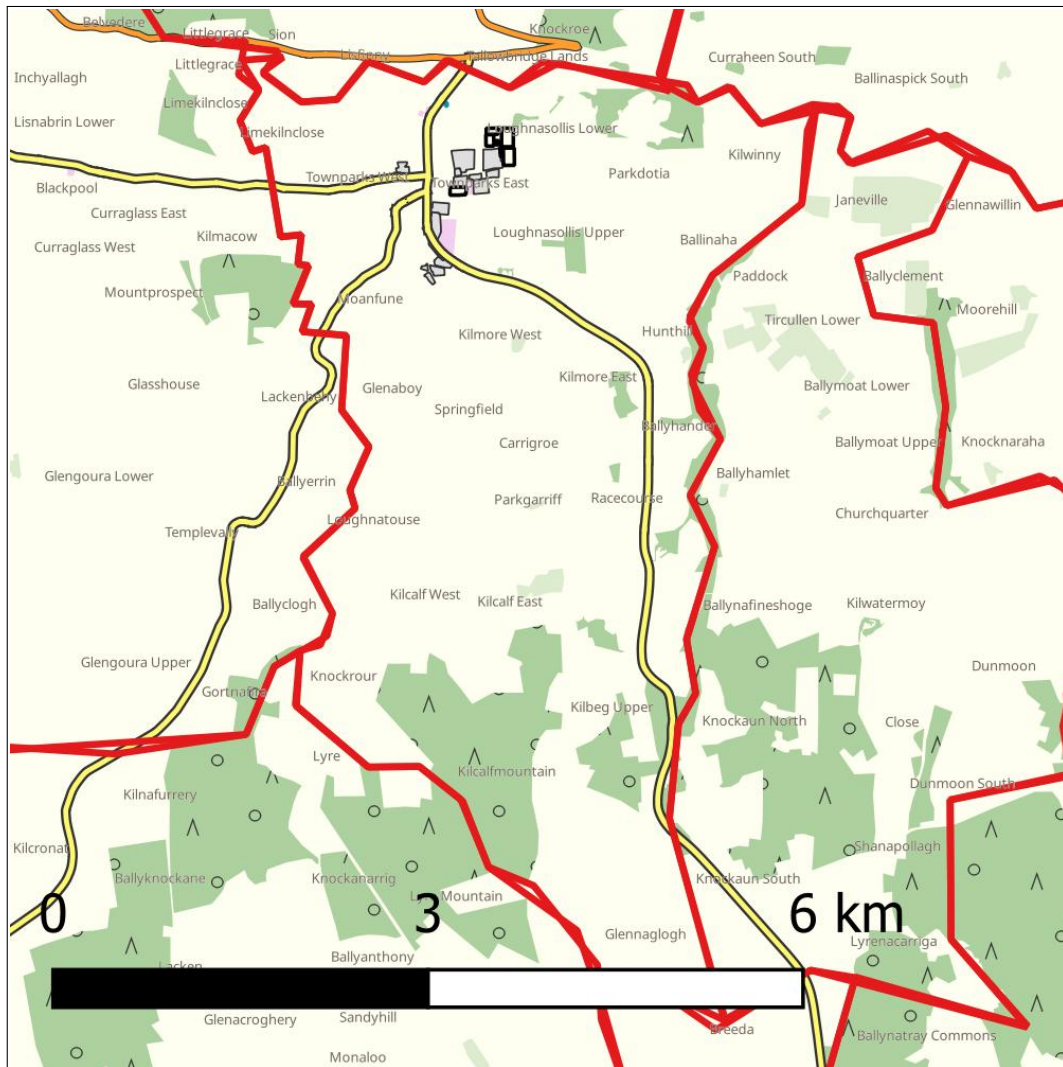 Belvedere
Littlegrace
Sion
Lisfinny
Tallowbridge Lands
Knockroe
Inchyallagh
Littlegrace
Curraheen South
Ballinaspick South
Limekilnclose
Lisnabrin Lower
Limekilnclose
Loughnasollis Lower
Kilwinny
Parkdotia
Blackpool
Townparks West
Townparks East
Janeville
Glennawillin
Curraglass East
Kilmacow
Loughnasollis Upper
Curraglass West
Ballinaha
Paddock
Ballyclement
Mountprospect
Moanfune
Moorehill
Tircullen Lower
Kilmore West
Hunthill
Glasshouse
Glenaboy
Kilmore East
Ballymoat Lower
Lackenbehy
Springfield
Ballyhander
Carrigroe
Ballymoat Upper
Knocknaraha
Glengoura Lower
Ballyerrin
Ballyhamlet
Parkgarriff
Racecourse
Churchquarter
Loughnatouse
Templevally
Ballyclogh
Kilcalf West
Kilcalf East
Ballynafineshoge
Kilwatermoy
Glengoura Upper
Knockrour
Dunmoon
Gortnafira
Kilbeg Upper
Knockaun North
Close
Lyre
Kilcalfmountain
Dunmoon South
Kilnafurrery
Kilcronat
Shanapollagh
Ballyknockane
Knockanarrig
Lyre Mountain
Knockaun South
0 3 6 km
Glennaglogh
Lyrenacarriga
Lacken
Ballyanthony
Glenacroghery
Sandyhill
Breeda
Ballynatray Commons
Monaloo